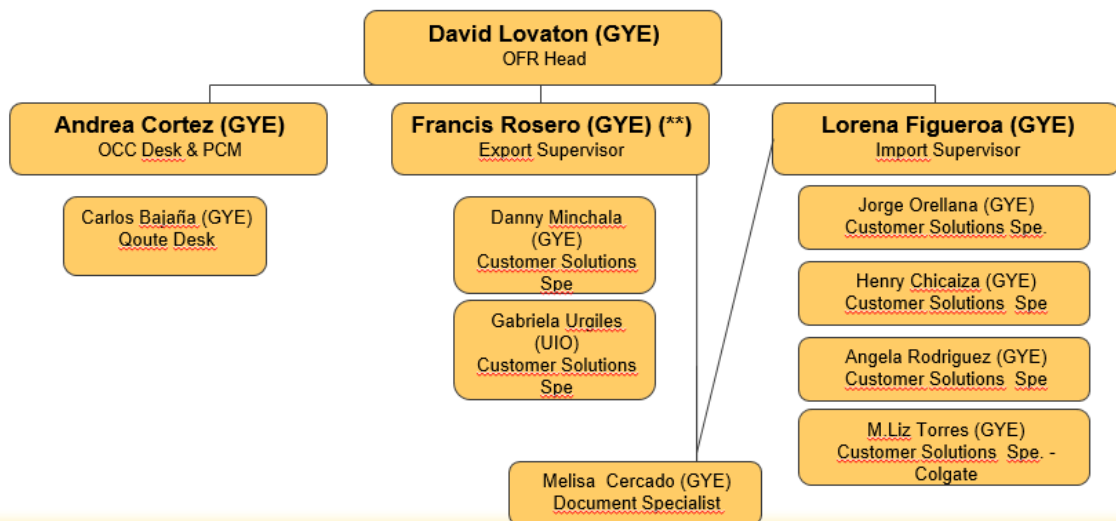 David Lovaton (GYE)
OFR Head
Andrea Cortez (GYE)
OCC Desk & PCM
Francis Rosero (GYE) (**)
Export Supervisor
Lorena Figueroa (GYE)
Import Supervisor
Carlos Bajaña (GYE)
Qoute Desk
Danny Minchala
(GYE)
Customer Solutions
Spe
Gabriela Urgiles
(UIO)
Customer Solutions
Spe
Jorge Orellana (GYE)
Customer Solutions Spe.
Henry Chicaiza (GYE)
Customer Solutions Spe
Angela Rodriguez (GYE)
Customer Solutions Spe
M.Liz Torres (GYE)
Customer Solutions Spe. -
Colgate
Melisa Cercado (GYE)
Document Specialist